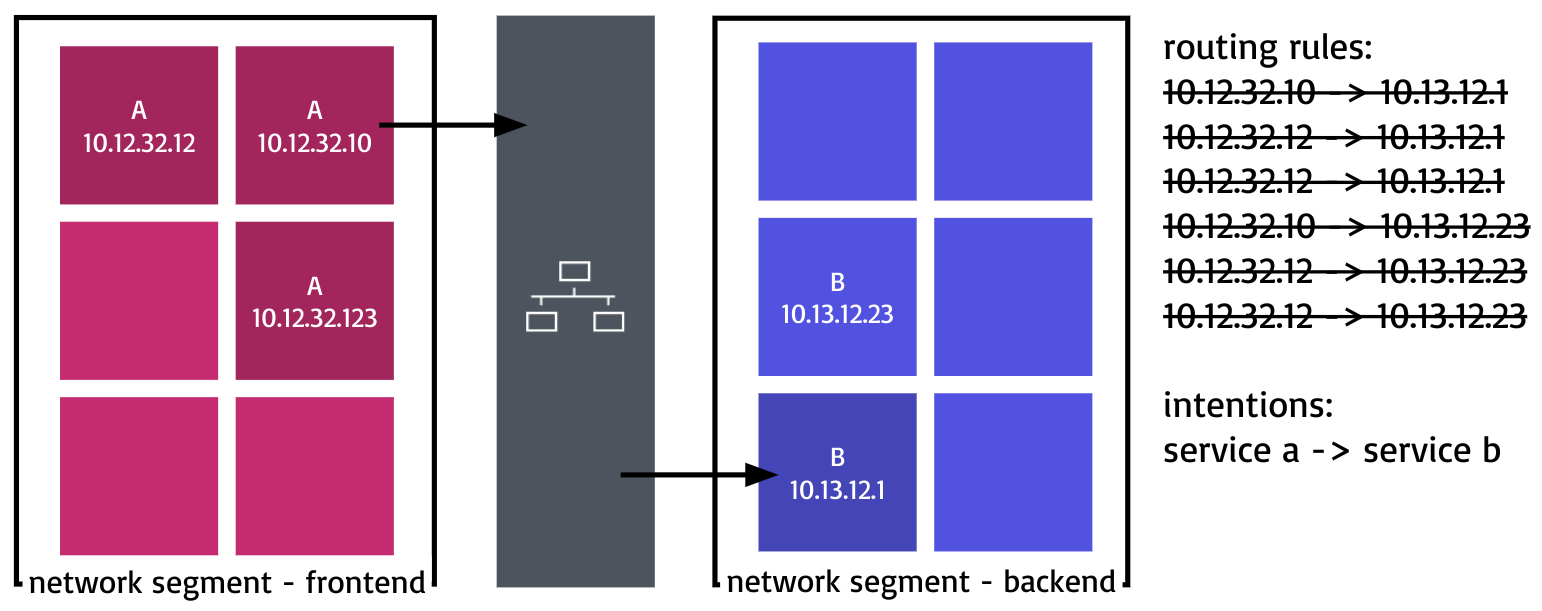 A
10.12.32.12
A
10.12.32.10
A
10.12.32.123
network segment - frontend
B
10.13.12.23
B
10.13.12.1
network segment - backend
routing rules:
10.12.32.10 -> 10.13.12.1
10.12.32.12 -> 10.13.12.1
10.12.32.12 -> 10.13.12.1
10.12.32.10 -> 10.13.12.23
10.12.32.12 -> 10.13.12.23
10.12.32.12 -> 10.13.12.23
intentions:
service a -> service b